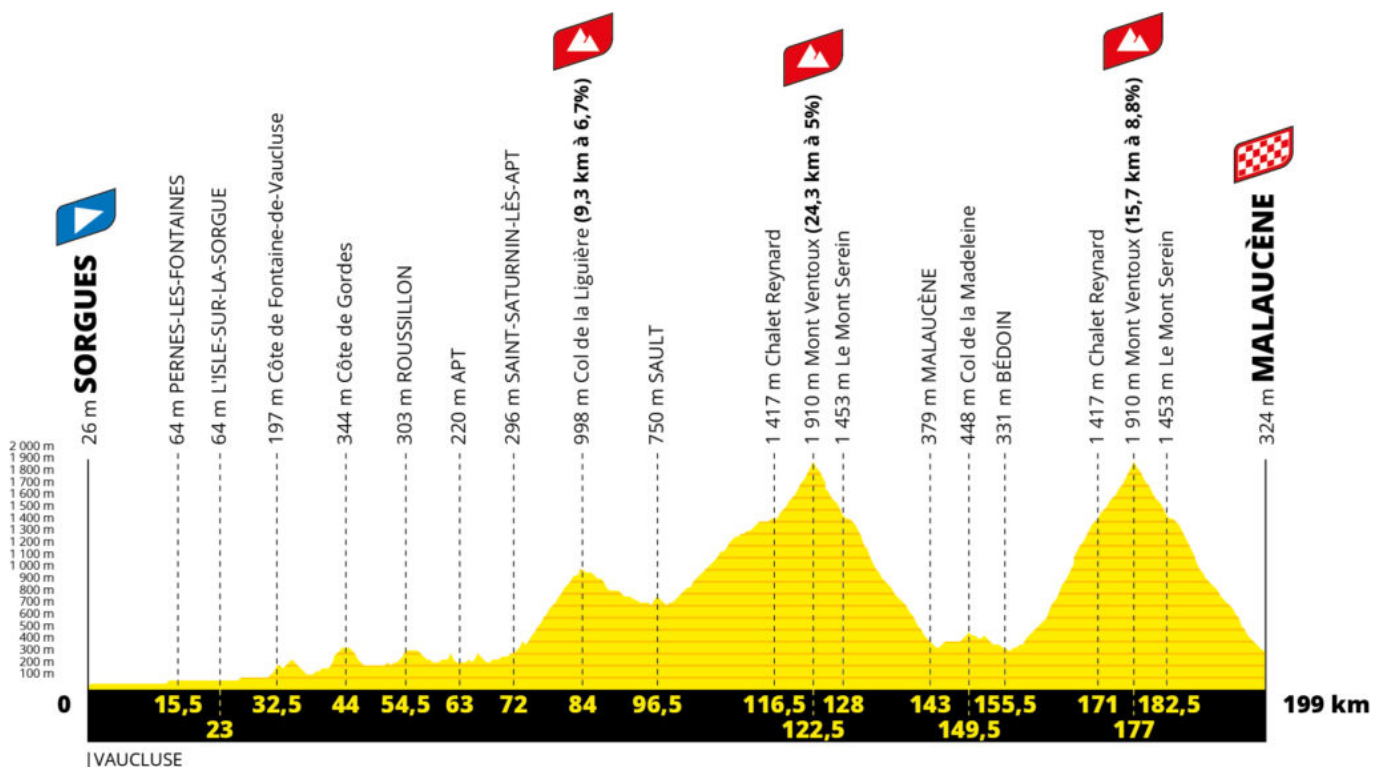 26 m SORGUES
64 m PERNES-LES-FONTAINES
64 m L'ISLE-SUR-LA-SORGUE
197 m Côte de Fontaine-de-Vaucluse
344 m Côte de Gordes
303 m ROUSSILLON
220 m APT
296 m SAINT-SATURNIN-LÈS-APT
998 m Col de la Liguière (9,3 km à 6,7%)
750 m SAULT
1 417 m Chalet Reynard
1 910 m Mont Ventoux (24,3 km à 5%)
1 453 m Le Mont Serein
379 m MALAUCÈNE
448 m Col de la Madeleine
331 m BÉDOIN
1 417 m Chalet Reynard
1 910 m Mont Ventoux (15,7 km à 8,8%)
1 453 m Le Mont Serein
324 m MALAUCÈNE
2 000 m
1 900 m
1 800 m
1 700 m
1 600 m
1 500 m
1 400 m
1 300 m
1 200 m
1 100 m
1 000 m
900 m
800 m
700 m
600 m
500 m
400 m
300 m
200 m
100 m
0 15,5 32,5 44 54,5 63 72 84 96,5 116,5 128 143 155,5 171 182,5 199 km
23 122,5 149,5 177
|VAUCLUSE